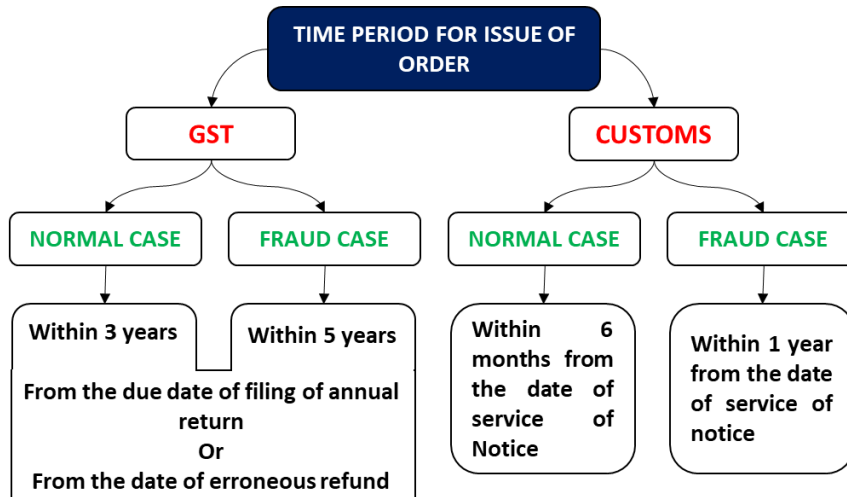 TIME PERIOD FOR ISSUE OF
ORDER
GST
CUSTOMS
NORMAL CASE
FRAUD CASE
NORMAL CASE
FRAUD CASE
Within 3 years
Within 5 years
From the due date of filing of annual
return
Or
From the date of erroneous refund
Within 6
months from
the date of
service of
Notice
Within 1 year
from the date
of service of
notice